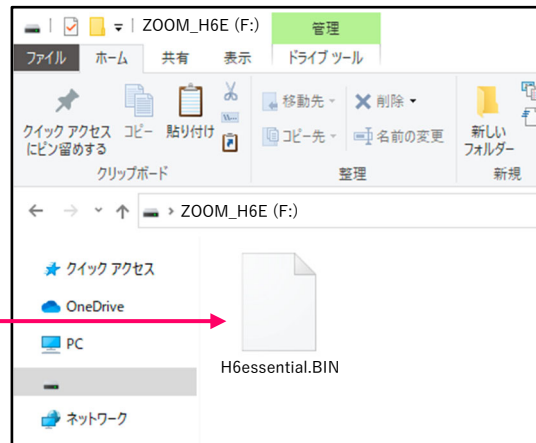 ZOOM_H6E (F:)
管理
ファイル ホーム 共有 表示 ドライブ ツール
クイック アクセス
にピン留めする
コピー
貼り付け
移動先
コピー先
削除
名前の変更
新しい
フォルダー
クリップボード 整理 新規
ZOOM_H6E (F:)
クイック アクセス
OneDrive
PC
ネットワーク
H6essential.BIN